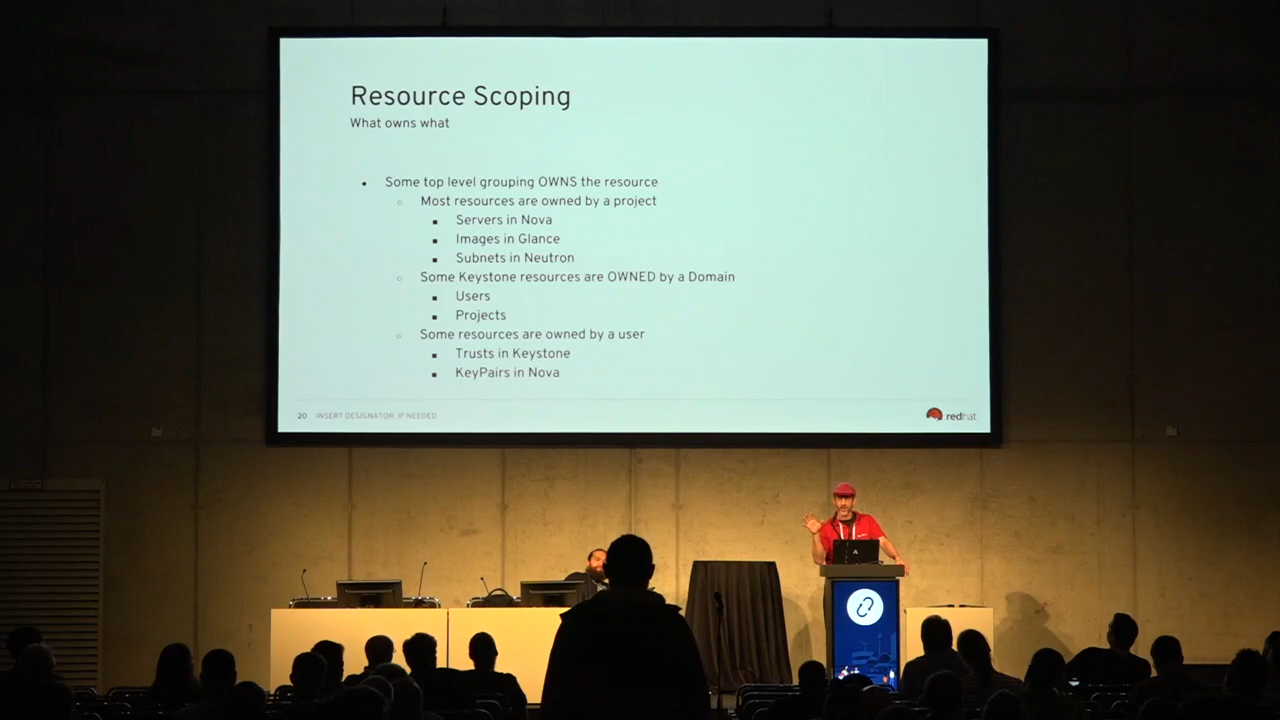 Resource Scoping
What owns what
Some top level grouping OWNS the resource
Most resources are owned by a project
Servers in Nova
Images in Glance
Subnets in Neutron
Some Keystone resources are OWNED by a Domain
Users
Projects
Some resources are owned by a user
Trusts in Keystone
KeyPairs in Nova
20 INSERT DESIGNATOR, IF NEEDED
redhat